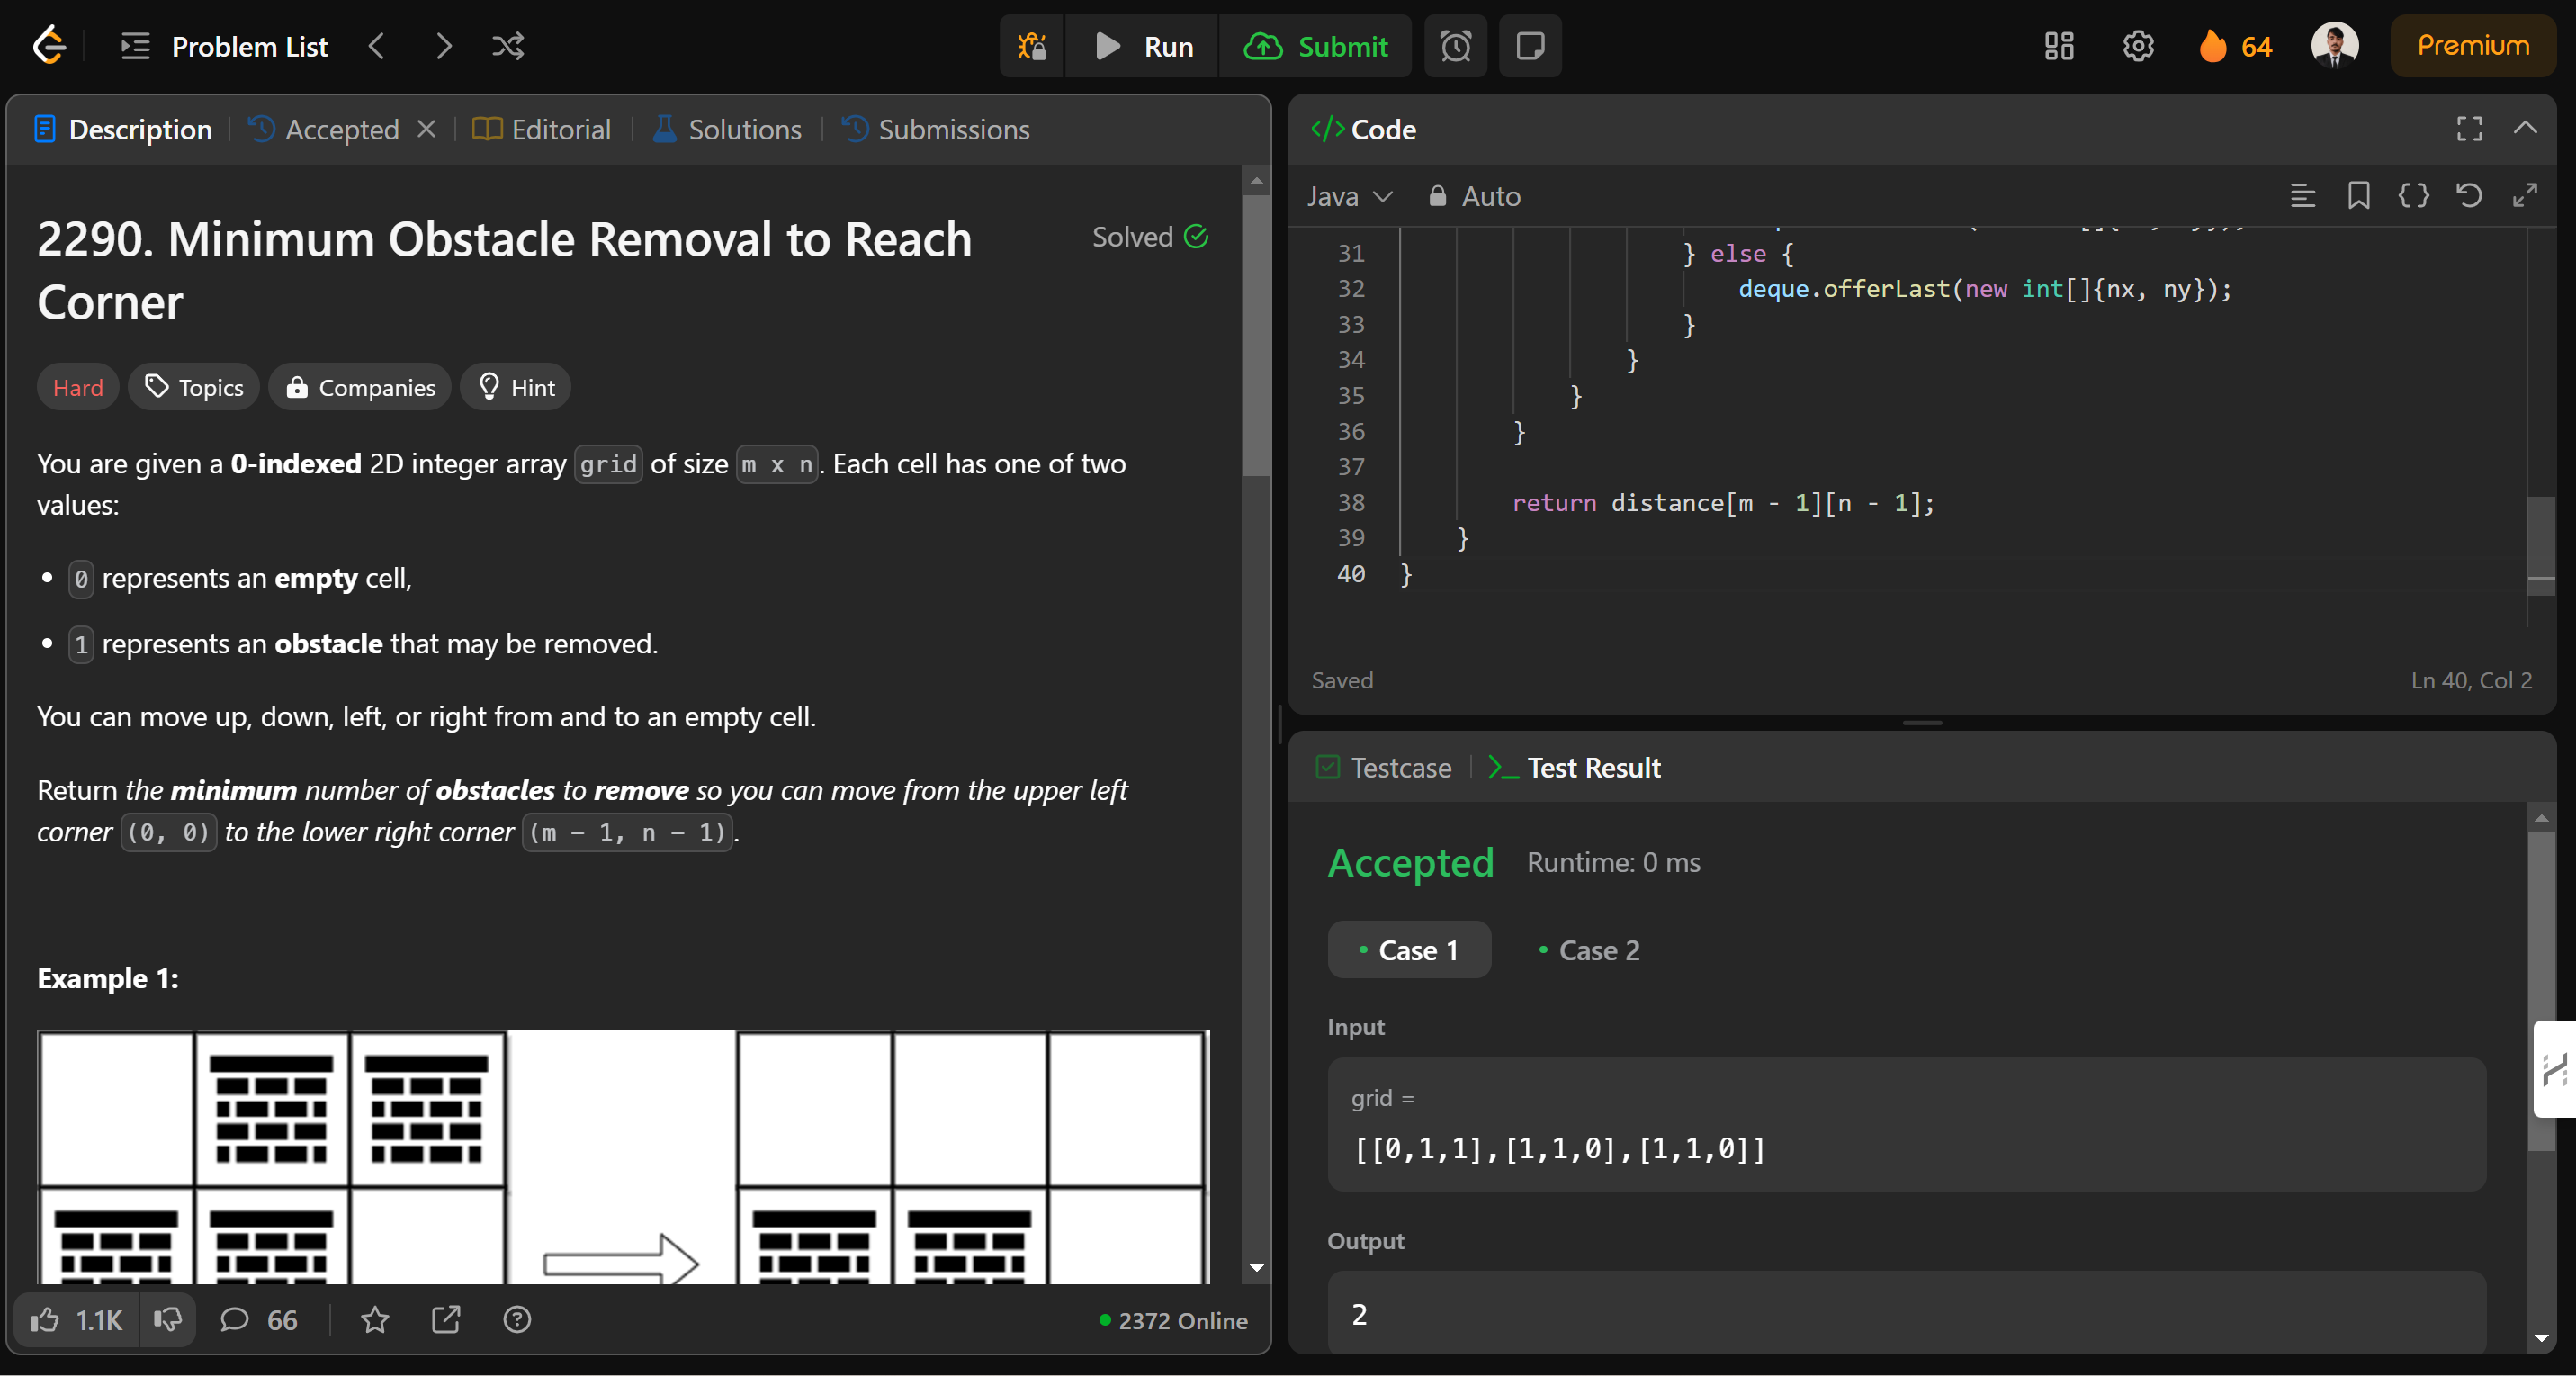 Problem List
Run
Submit
64
Premium
Description
Accepted
Editorial
Solutions
Submissions
2290. Minimum Obstacle Removal to Reach
Corner
Solved
Hard
Topics
Companies
Hint
You are given a 0-indexed 2D integer array grid of size m x n. Each cell has one of two
values:
• 0 represents an empty cell,
• 1 represents an obstacle that may be removed.
You can move up, down, left, or right from and to an empty cell.
Return the minimum number of obstacles to remove so you can move from the upper left
corner (0, 0) to the lower right corner (m - 1, n - 1).
Example 1:
1.1K
66
2372 Online
</> Code
Java
Auto
31 } else {
32 deque.offerLast(new int[]{nx, ny});
33 }
34 }
35 }
36 }
37
38 return distance[m - 1][n - 1];
39 }
40 }
Saved
Ln 40, Col 2
Testcase
Test Result
Accepted
Runtime: 0 ms
• Case 1
• Case 2
Input
grid =
[[0,1,1],[1,1,0],[1,1,0]]
Output
2